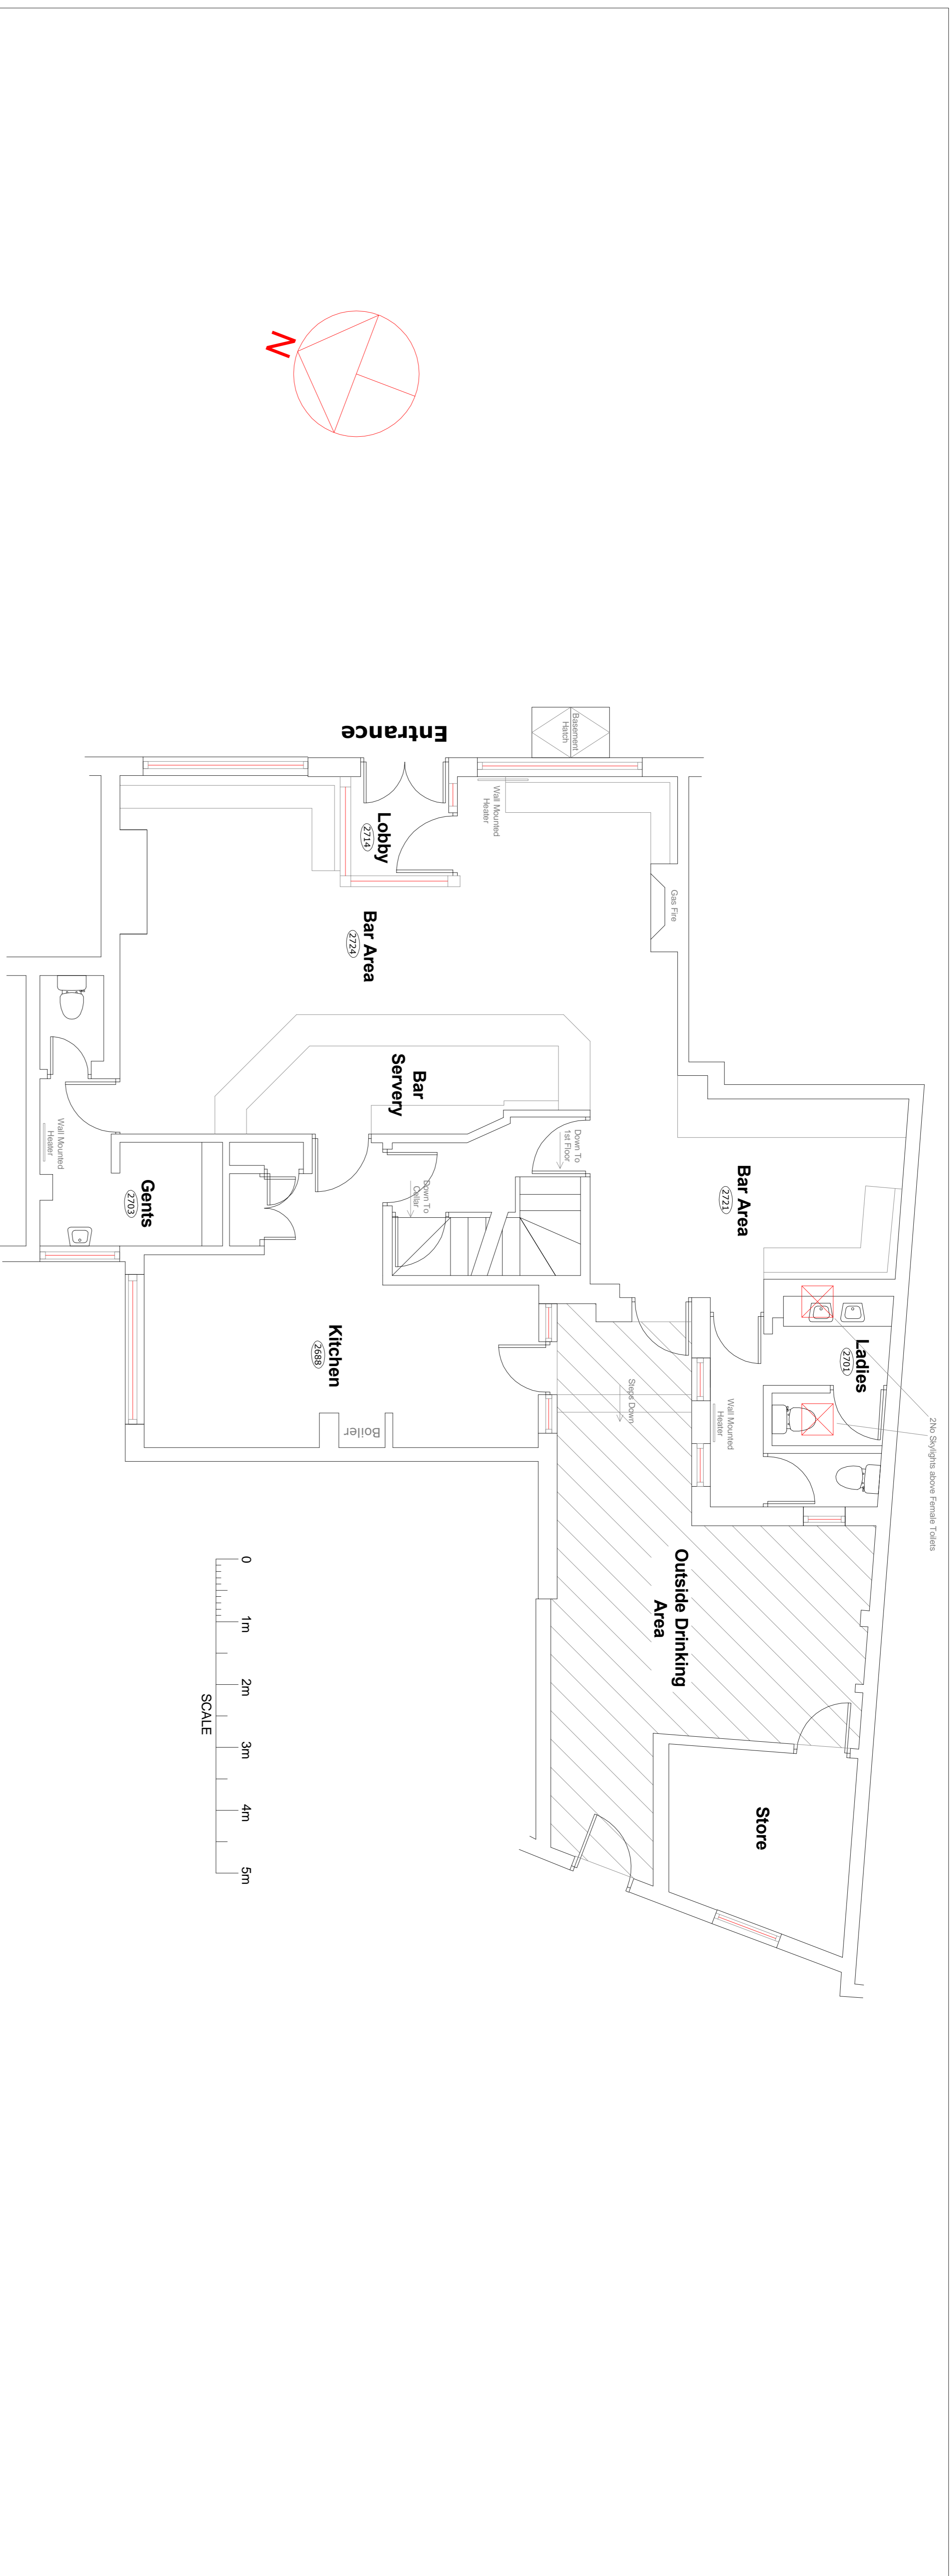 2No Skylights above Female Toilets
Ladies
2701
Wall Mounted
Heater
Bar Area
2721
Gas Fire
Store
Outside Drinking
Area
Steps Down
Basement
Hatch
Wall Mounted
Heater
Down To
1st Floor
Down To
Cellar
Entrance
Lobby
2714
Bar Area
2724
Bar
Servery
Kitchen
2688
Boiler
Gents
2703
Wall Mounted
Heater
N
0
1m
2m
3m
4m
5m
SCALE